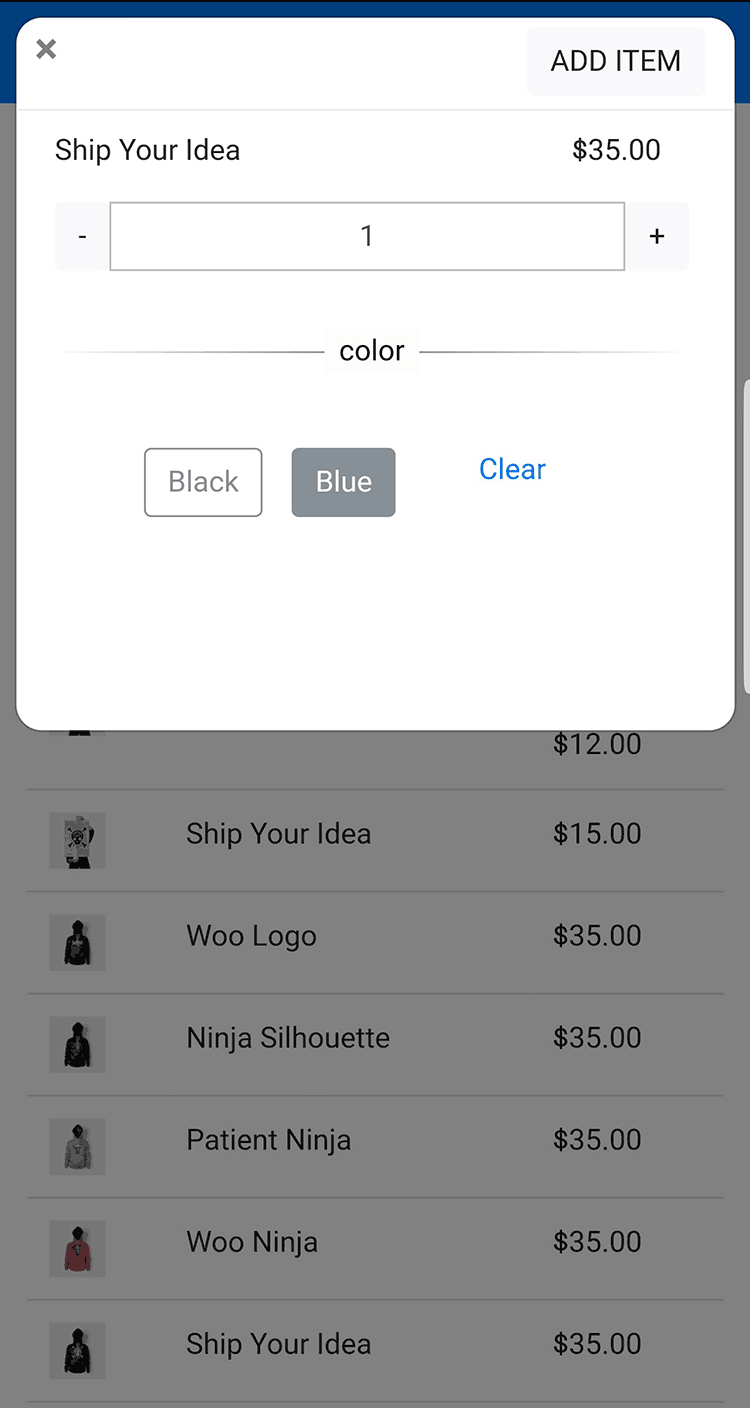 × ADD ITEM
Ship Your Idea $35.00
- 1 +
color
Black Blue Clear
$12.00
Ship Your Idea $15.00
Woo Logo $35.00
Ninja Silhouette $35.00
Patient Ninja $35.00
Woo Ninja $35.00
Ship Your Idea $35.00